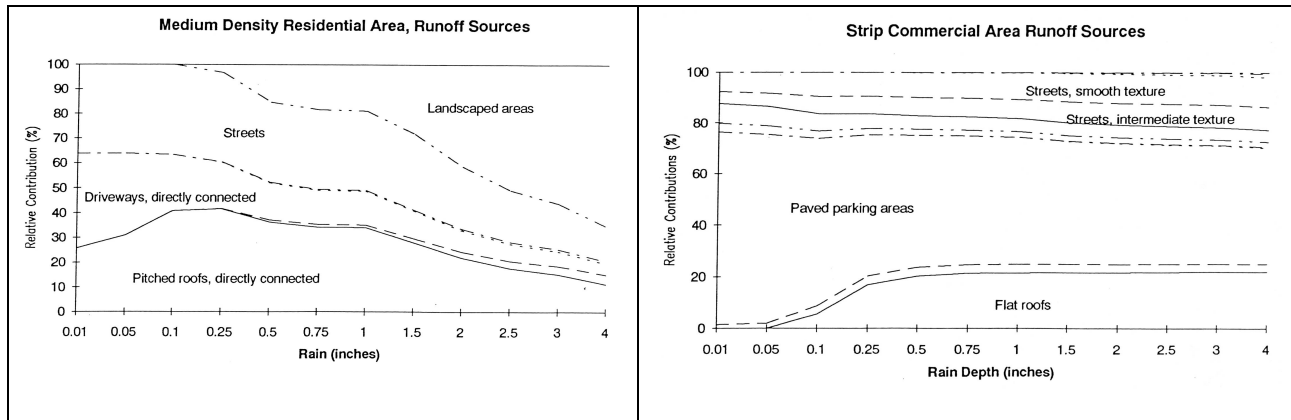 Medium Density Residential Area, Runoff Sources
Relative Contribution (%)
100
90
80
70
60
50
40
30
20
10
0
Landscaped areas
Streets
Driveways, directly connected
Pitched roofs, directly connected
0.01 0.05 0.1 0.25 0.5 0.75 1 1.5 2 2.5 3 4
Rain (inches)
Strip Commercial Area Runoff Sources
Relative Contributions (%)
100
80
60
40
20
0
Streets, smooth texture
Streets, intermediate texture
Paved parking areas
Flat roofs
0.01 0.05 0.1 0.25 0.5 0.75 1 1.5 2 2.5 3 4
Rain Depth (inches)